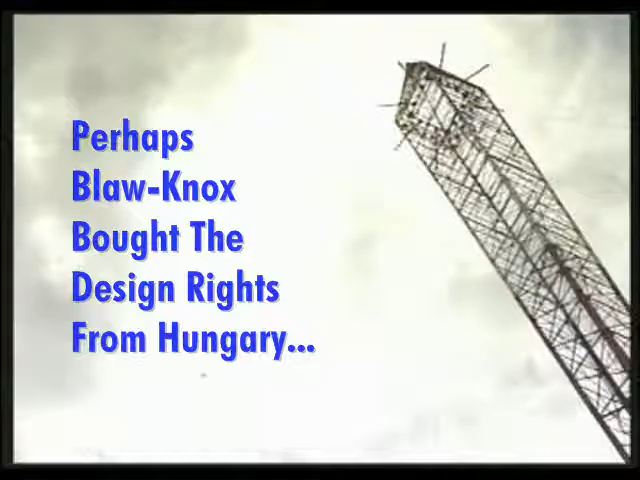 Perhaps
Blaw-Knox
Bought The
Design Rights
From Hungary...